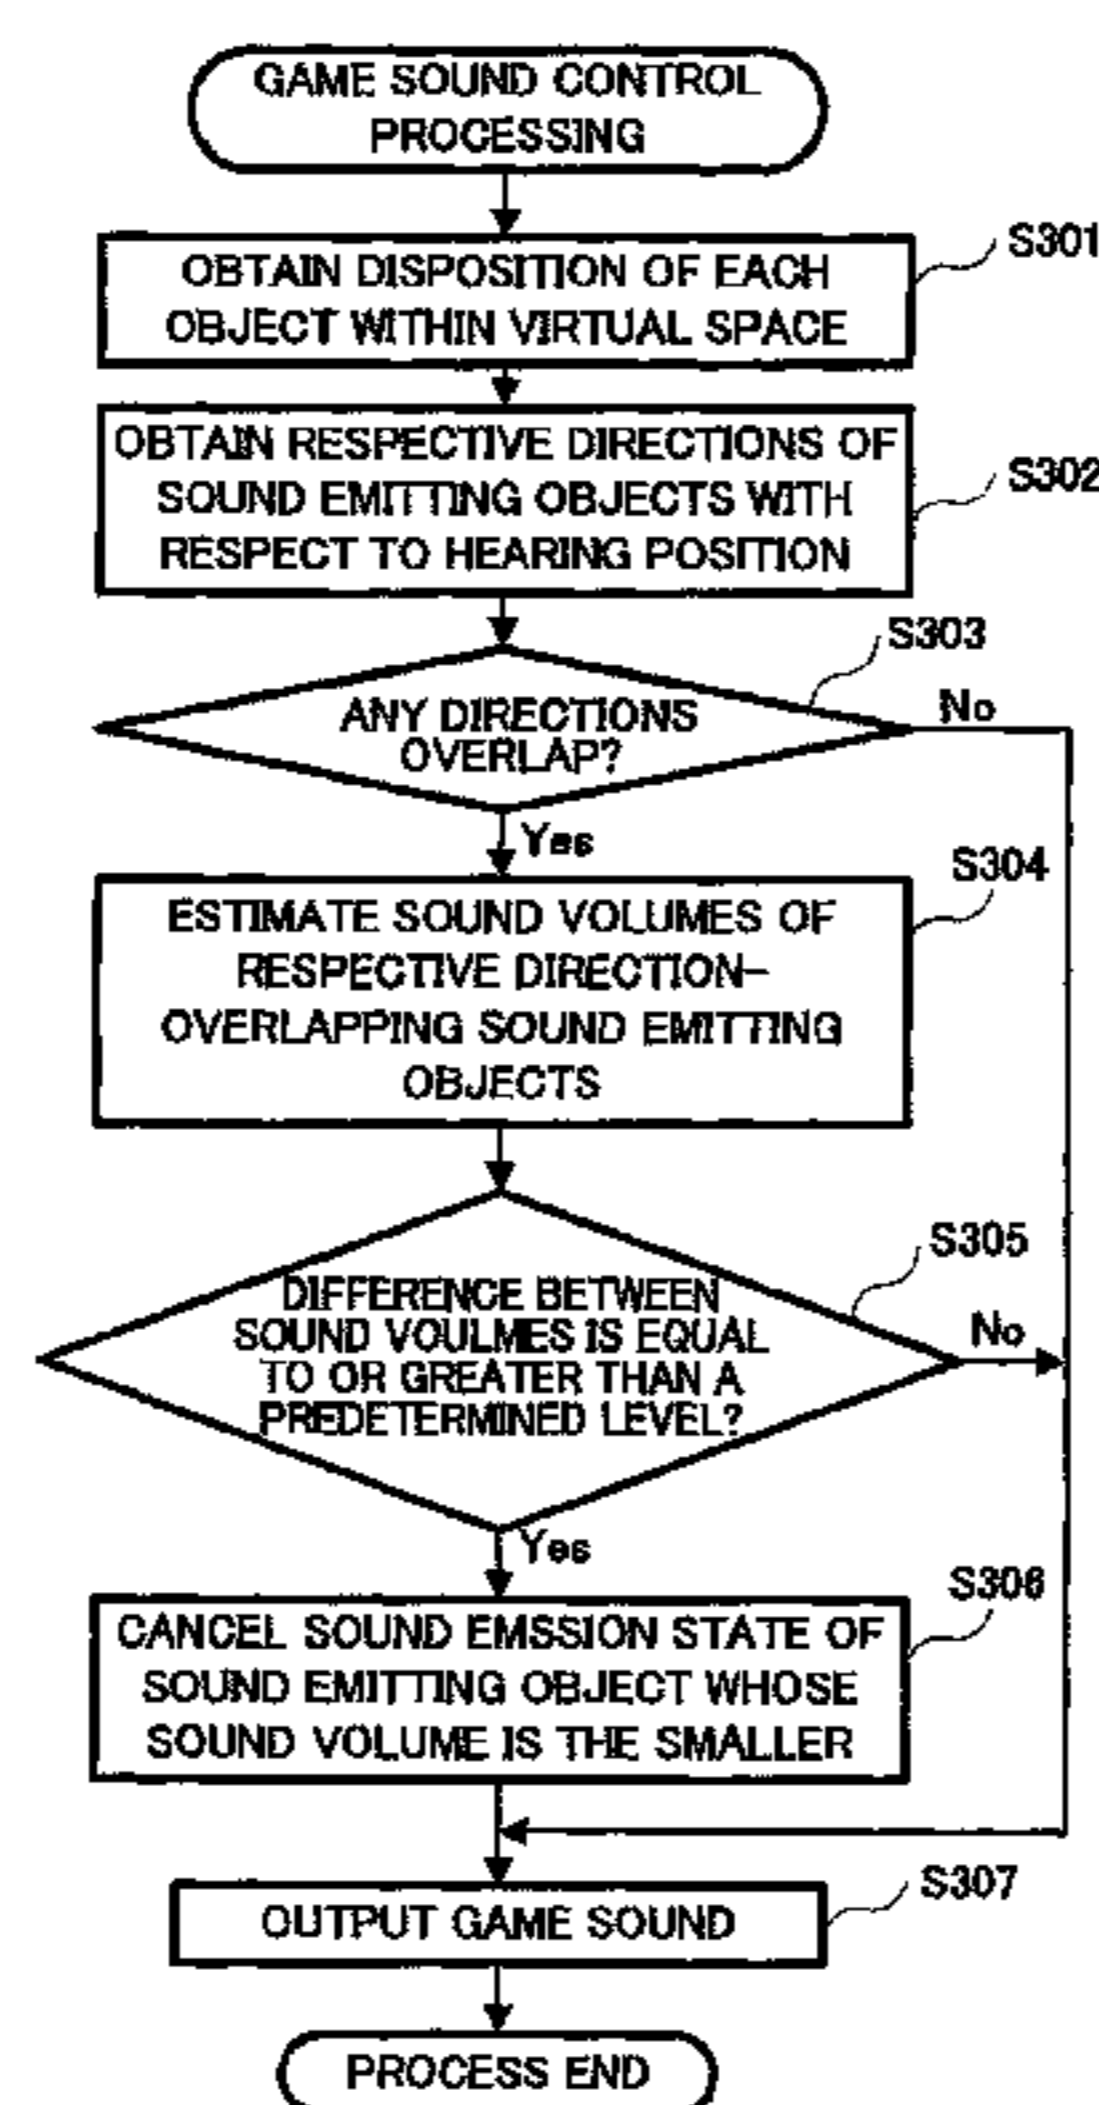 GAME SOUND CONTROL
PROCESSING
S301
OBTAIN DISPOSITION OF EACH
OBJECT WITHIN VIRTUAL SPACE
OBTAIN RESPECTIVE DIRECTIONS OF
S302
SOUND EMITTING OBJECTS WITH
RESPECT TO HEARING POSITION
S303
ANY DIRECTIONS
No
OVERLAP?
Yes
S304
ESTIMATE SOUND VOLUMES OF
RESPECTIVE DIRECTION-
OVERLAPPING SOUND EMITTING
OBJECTS
S305
DIFFERENCE BETWEEN
SOUND VOULMES IS EQUAL
No
TO OR GREATER THAN A
PREDETERMINED LEVEL?
Yes
S306
CANCEL SOUND EMSSION STATE OF
SOUND EMITTING OBJECT WHOSE
SOUND VOLUME IS THE SMALLER
S307
OUTPUT GAME SOUND
PROCESS END